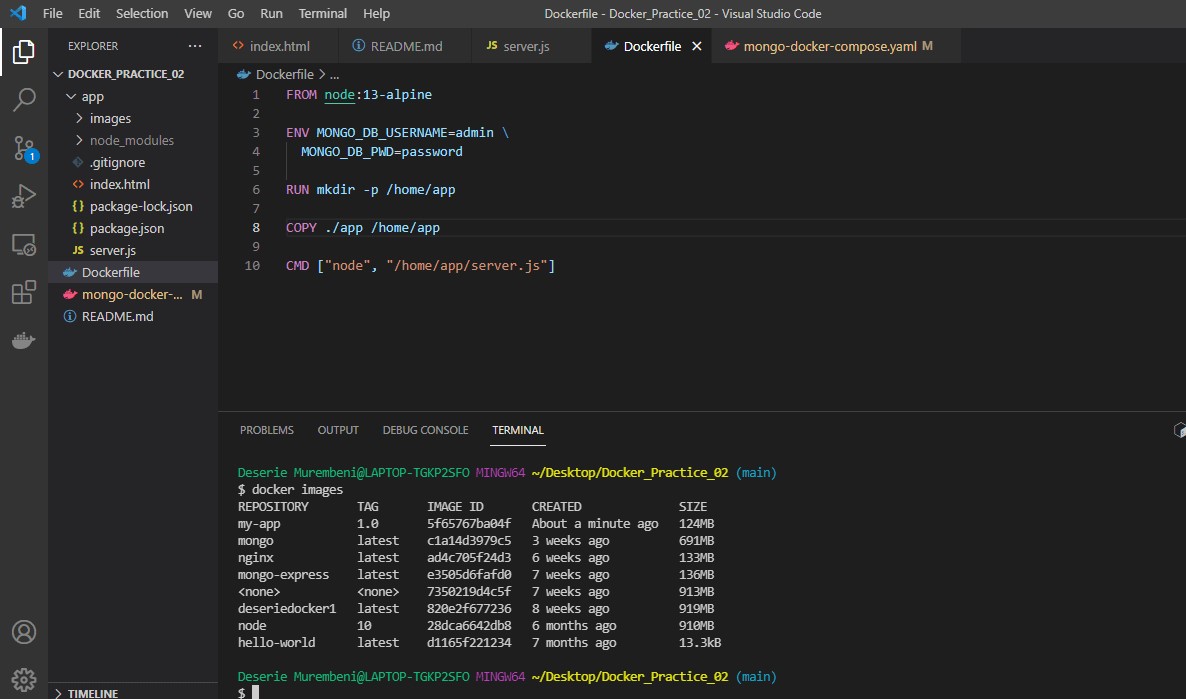 File Edit Selection View Go Run Terminal Help Dockerfile - Docker_Practice_02 - Visual Studio Code
EXPLORER ...
DOCKER_PRACTICE_02
app
images
node_modules
.gitignore
index.html
package-lock.json
package.json
JS server.js
Dockerfile
mongo-docker-... M
README.md
TIMELINE
1
index.html README.md JS server.js Dockerfile mongo-docker-compose.yaml M
Dockerfile > ...
1 FROM node:13-alpine
2
3 ENV MONGO_DB_USERNAME=admin \
4 MONGO_DB_PWD=password
5
6 RUN mkdir -p /home/app
7
8 COPY ./app /home/app
9
10 CMD ["node", "/home/app/server.js"]
PROBLEMS OUTPUT DEBUG CONSOLE TERMINAL
Deserie Murembeni@LAPTOP-TGKP2SFO MINGW64 ~/Desktop/Docker_Practice_02 (main)
$ docker images
REPOSITORY TAG IMAGE ID CREATED SIZE
my-app 1.0 5f65767ba04f About a minute ago 124MB
mongo latest c1a14d3979c5 3 weeks ago 691MB
nginx latest ad4c705f24d3 6 weeks ago 133MB
mongo-express latest e3505d6fafd0 7 weeks ago 136MB
<none> <none> 7350219d4c5f 7 weeks ago 913MB
deseriedocker1 latest 820e2f677236 8 weeks ago 919MB
node 10 28dca6642db8 6 months ago 910MB
hello-world latest d1165f221234 7 months ago 13.3kB
Deserie Murembeni@LAPTOP-TGKP2SFO MINGW64 ~/Desktop/Docker_Practice_02 (main)
$